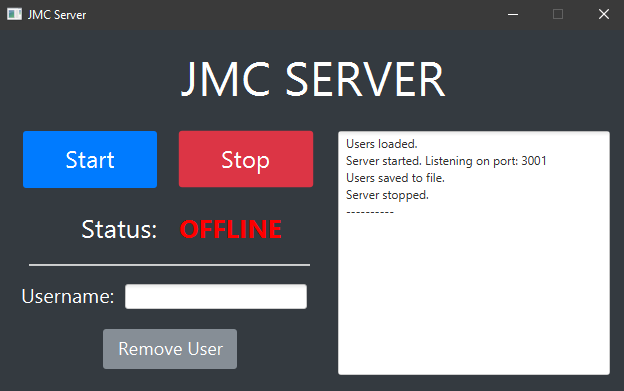 JMC Server
JMC SERVER
Start
Stop
Status: OFFLINE
Username:
Remove User
Users loaded.
Server started. Listening on port: 3001
Users saved to file.
Server stopped.
----------